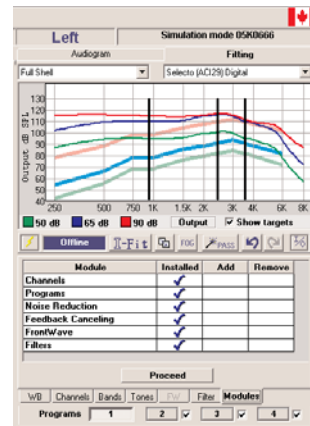 Left
Simulation mode 05K0666
Audiogram
Fitting
Full Shell
Selecto (ACI29) Digital
Output dB SPL
130
120
110
100
90
80
70
60
50
40
250 500 750 1K 1.5K 2K 3K 4K 6K 8K
50 dB 65 dB 90 dB Output Show targets
Offline I-Fit FOG PASS
Module Installed Add Remove
Channels
Programs
Noise Reduction
Feedback Canceling
FrontWave
Filters
Proceed
WB Channels Bands Tones FW Filter Modules
Programs 1 2 3 4